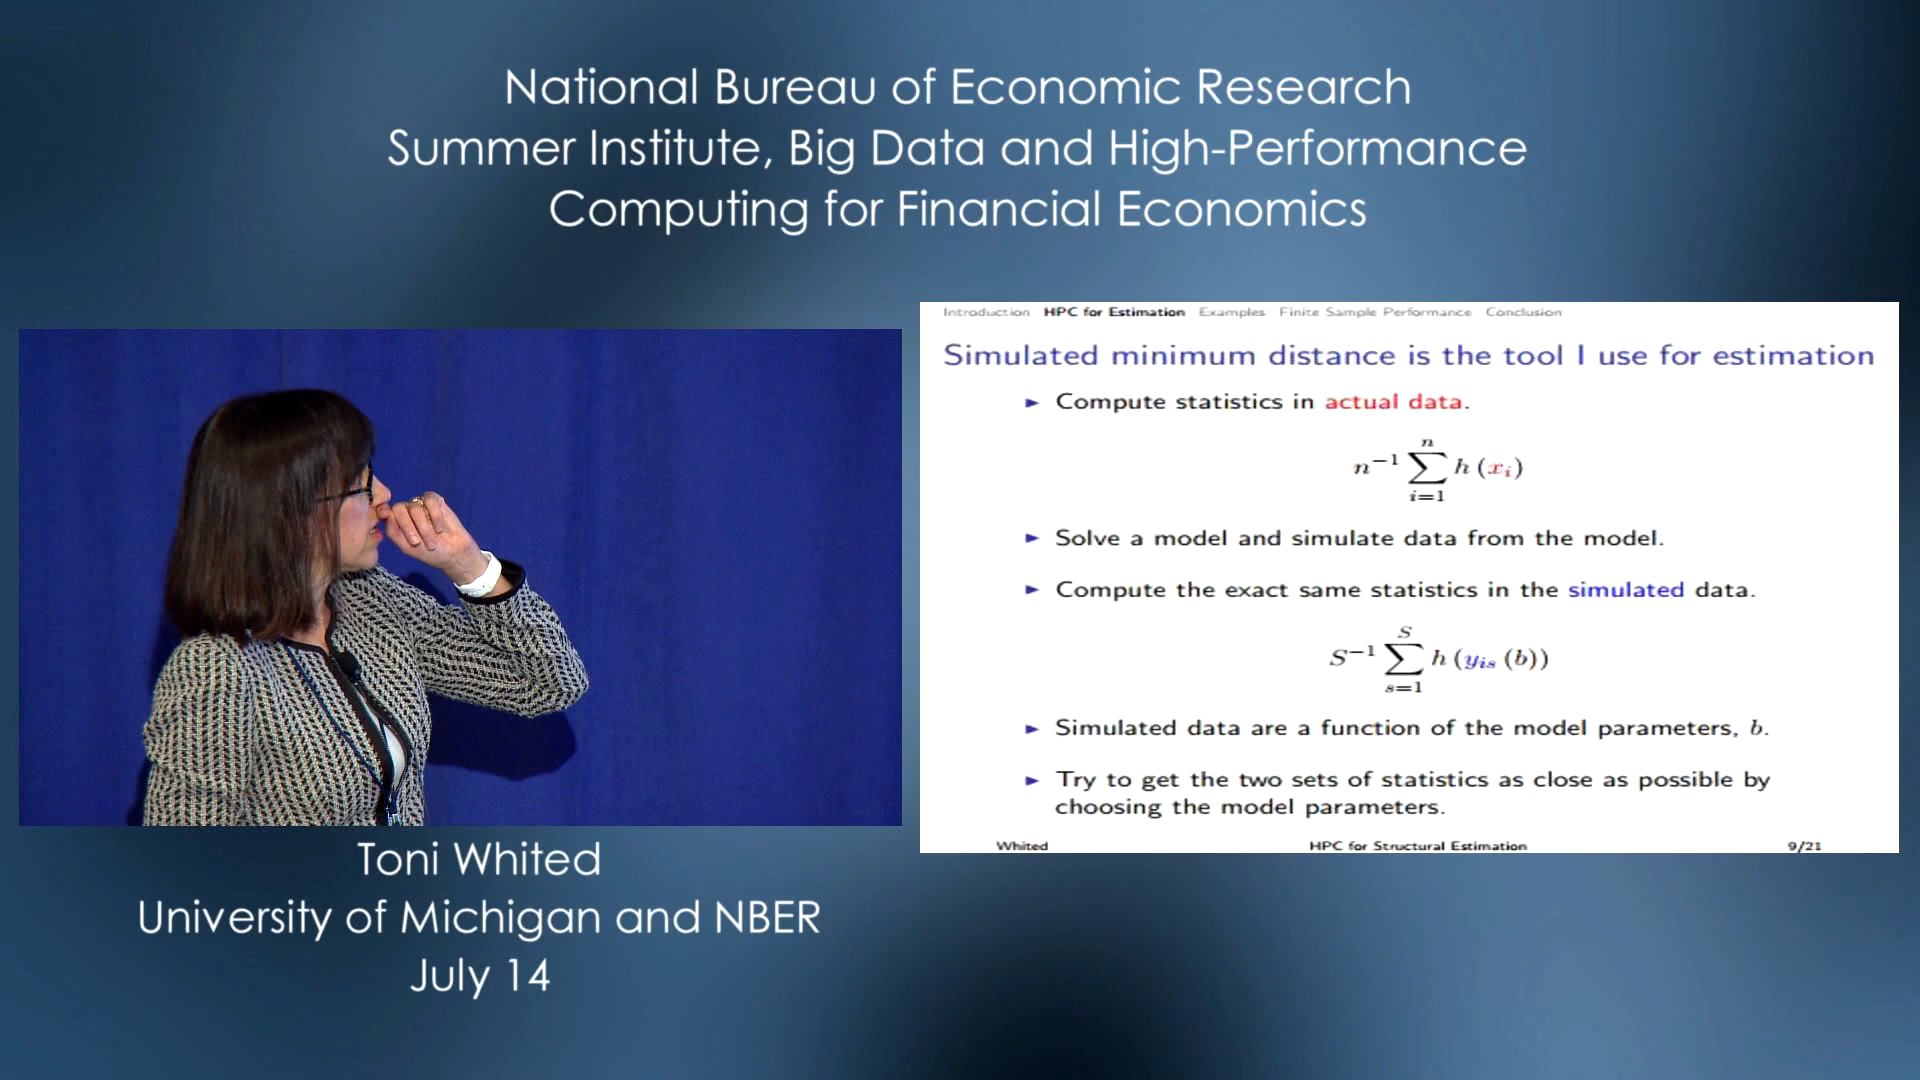 National Bureau of Economic Research
Summer Institute, Big Data and High-Performance
Computing for Financial Economics
Introduction HPC for Estimation Examples Finite Sample Performance Conclusion
Simulated minimum distance is the tool I use for estimation
► Compute statistics in actual data.
n⁻¹ ∑ⁿᵢ₌₁ h (xᵢ)
► Solve a model and simulate data from the model.
► Compute the exact same statistics in the simulated data.
S⁻¹ ∑ˢₛ₌₁ h (yᵢₛ (b))
► Simulated data are a function of the model parameters, b.
► Try to get the two sets of statistics as close as possible by
choosing the model parameters.
Whited HPC for Structural Estimation 9/21
Toni Whited
University of Michigan and NBER
July 14